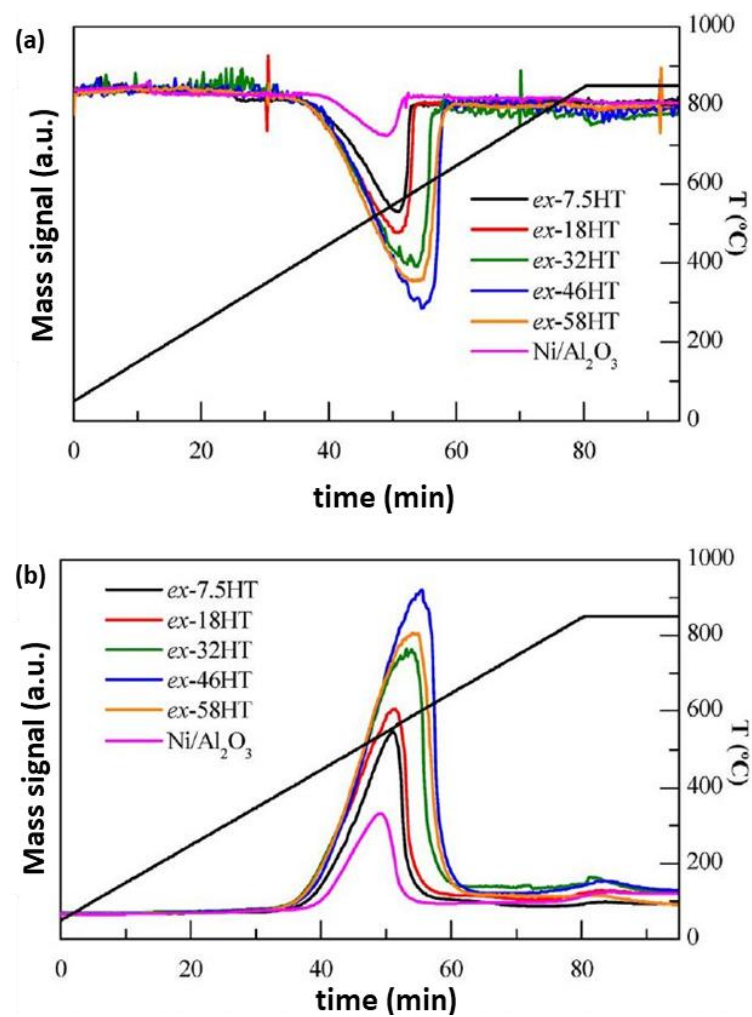 (a)
1000
800
600
400
200
0
T (°C)
Mass signal (a.u.)
ex-7.5HT
ex-18HT
ex-32HT
ex-46HT
ex-58HT
Ni/Al₂O₃
0 20 40 60 80
time (min)
(b)
1000
800
600
400
200
0
T (°C)
Mass signal (a.u.)
ex-7.5HT
ex-18HT
ex-32HT
ex-46HT
ex-58HT
Ni/Al₂O₃
0 20 40 60 80
time (min)